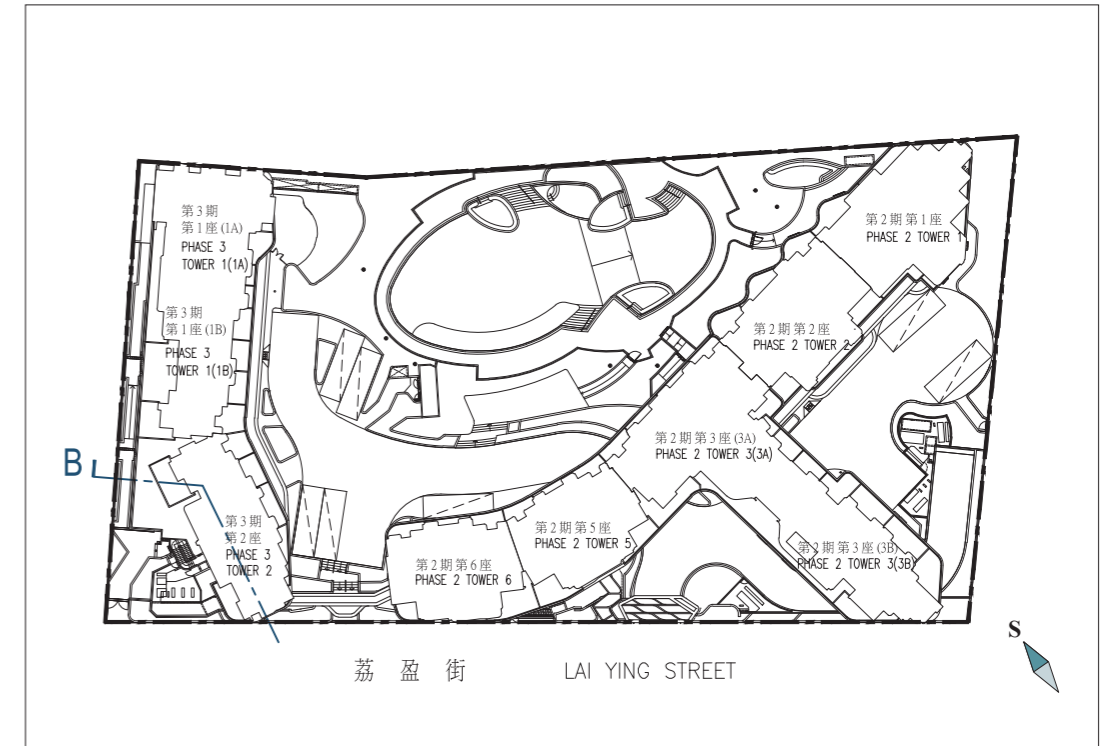 第2期第1座
PHASE 2 TOWER 1
第3期
第1座(1A)
PHASE 3
TOWER 1(1A)
第3期
第1座(1B)
PHASE 3
TOWER 1(1B)
第2期第2座
PHASE 2 TOWER 2
第2期第3座(3A)
PHASE 2 TOWER 3(3A)
B
第3期
第2座
PHASE 3
TOWER 2
第2期第5座
PHASE 2 TOWER 5
第2期第6座
PHASE 2 TOWER 6
第2期第3座(3B)
PHASE 2 TOWER 3(3B)
S
荔盈街 LAI YING STREET